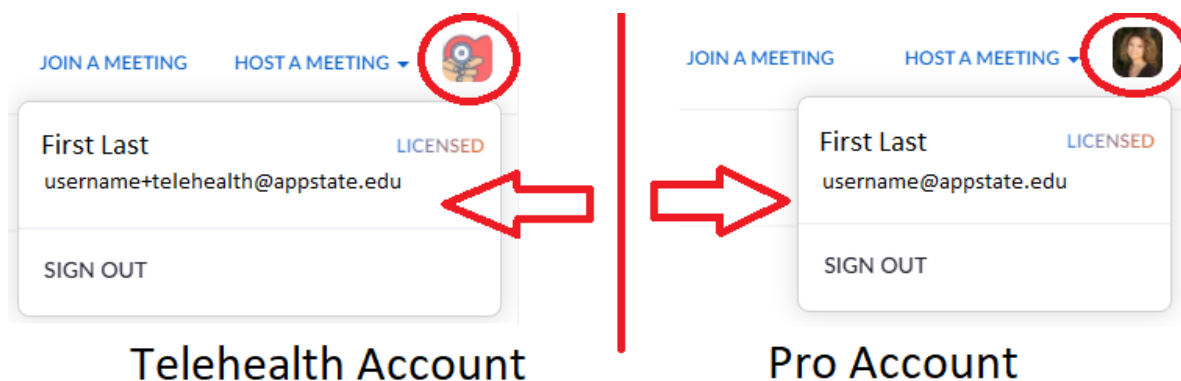 JOIN A MEETING HOST A MEETING
First Last LICENSED
username+telehealth@appstate.edu
SIGN OUT
Telehealth Account
JOIN A MEETING HOST A MEETING
First Last LICENSED
username@appstate.edu
SIGN OUT
Pro Account